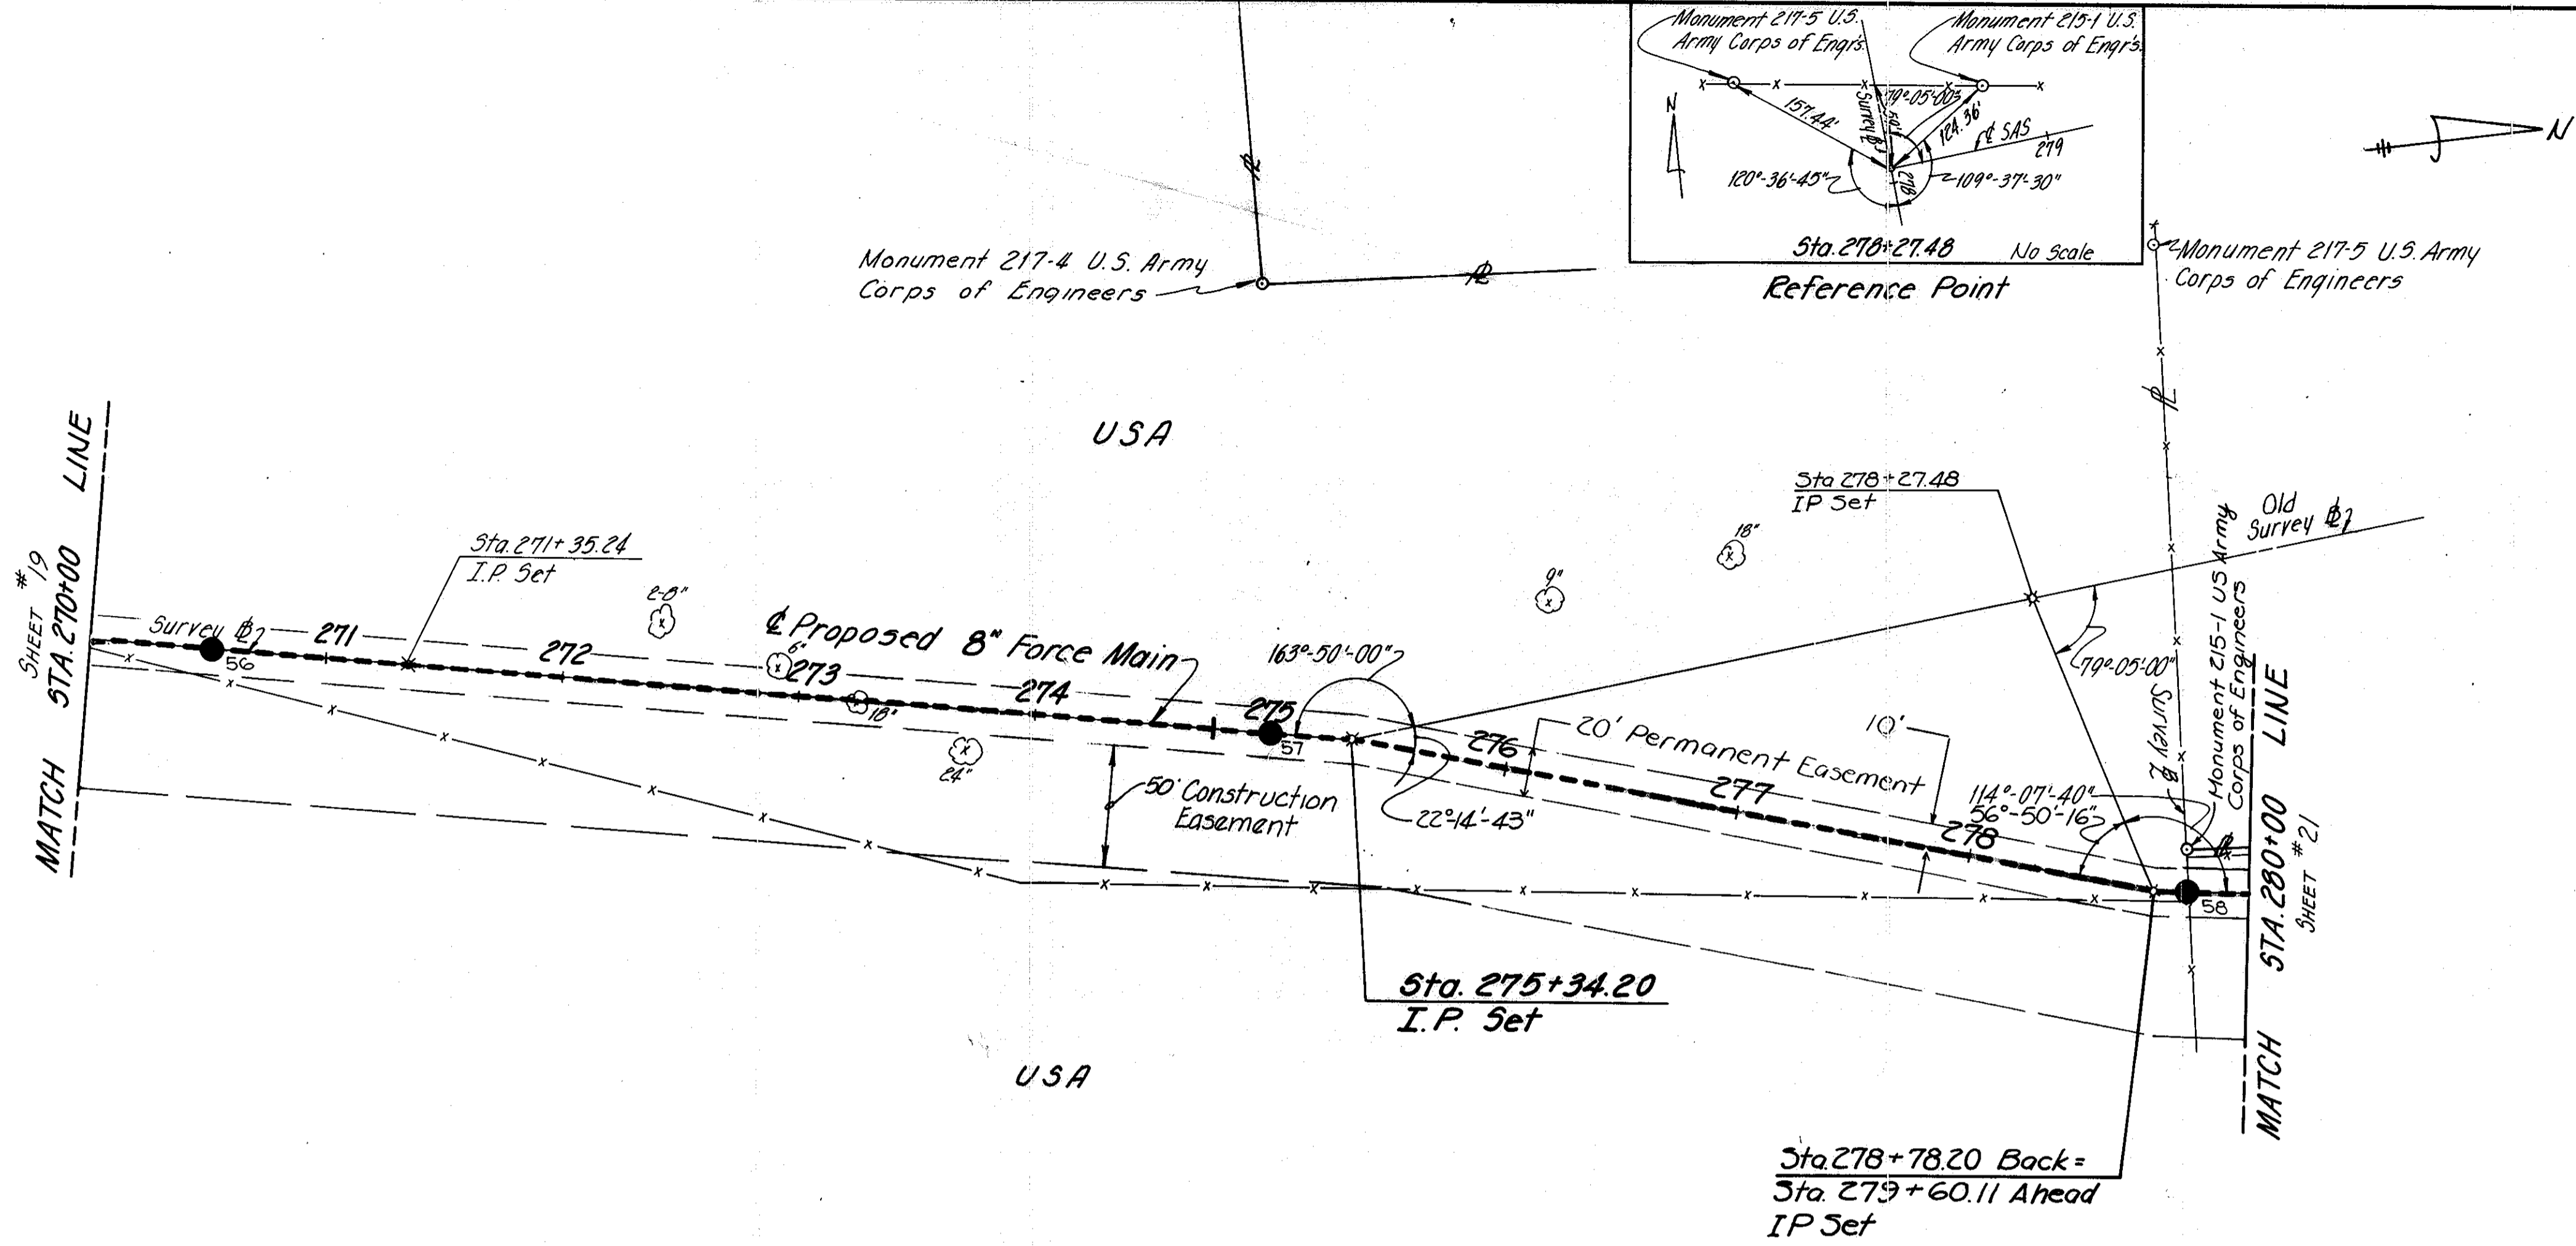 Monument 217-5 U.S.
Army Corps of Engr's.
Monument 215-1 U.S.
Army Corps of Engr's.
N
157.44'
Survey ⅊
50'
79°-05'-00"
124.36'
℄ SAS
279
278
120°-36'-45"
109°-37'-30"
Sta. 278+27.48 No Scale
Reference Point
N
Monument 217-4 U.S. Army
Corps of Engineers
Monument 217-5 U.S. Army
Corps of Engineers
USA
Sta 278+27.48
IP Set
Old
Survey
Sta. 271+35.24
I.P. Set
18"
9"
6"
18"
24"
MATCH STA. 270+00 LINE
SHEET #19
Survey
56
271
272
273
274
275
276
277
278
57
58
℄ Proposed 8" Force Main
163°-50'-00"
22°-14'-43"
20' Permanent Easement
10'
50' Construction
Easement
79°-05'-00"
114°-07'-40"
56°-50'-16"
Survey
Monument 215-1 US Army
Corps of Engineers
MATCH STA. 280+00 LINE
SHEET #21
Sta. 275+34.20
I.P. Set
USA
Sta. 278+78.20 Back =
Sta. 279+60.11 Ahead
IP Set